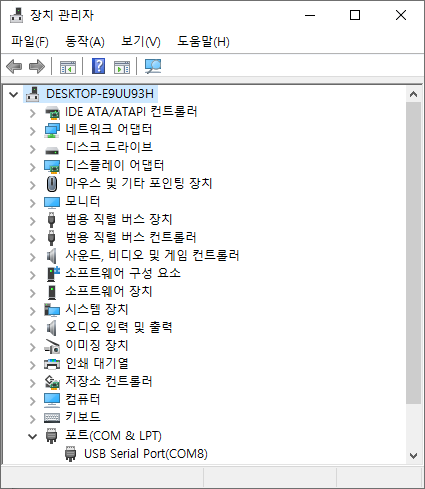 장치 관리자
파일(F) 동작(A) 보기(V) 도움말(H)
DESKTOP-E9UU93H
IDE ATA/ATAPI 컨트롤러
네트워크 어댑터
디스크 드라이브
디스플레이 어댑터
마우스 및 기타 포인팅 장치
모니터
범용 직렬 버스 장치
범용 직렬 버스 컨트롤러
사운드, 비디오 및 게임 컨트롤러
소프트웨어 구성 요소
소프트웨어 장치
시스템 장치
오디오 입력 및 출력
이미징 장치
인쇄 대기열
저장소 컨트롤러
컴퓨터
키보드
포트(COM & LPT)
USB Serial Port(COM8)